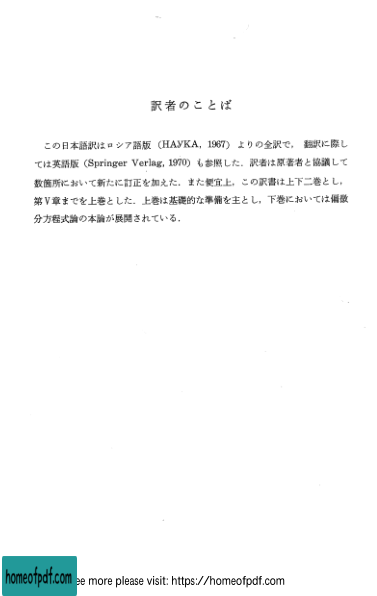 訳者のことば
この日本語訳はロシア語版（НАУКА，1967）よりの全訳で，翻訳に際し
ては英語版（Springer Verlag, 1970）も参照した．訳者は原著者と協議して
数箇所において新たに訂正を加えた．また便宜上，この訳書は上下二巻とし，
第V章までを上巻とした．上巻は基礎的な準備を主とし，下巻においては偏微
分方程式論の本論が展開されている．
homeofpdf.com ee more please visit: https://homeofpdf.com